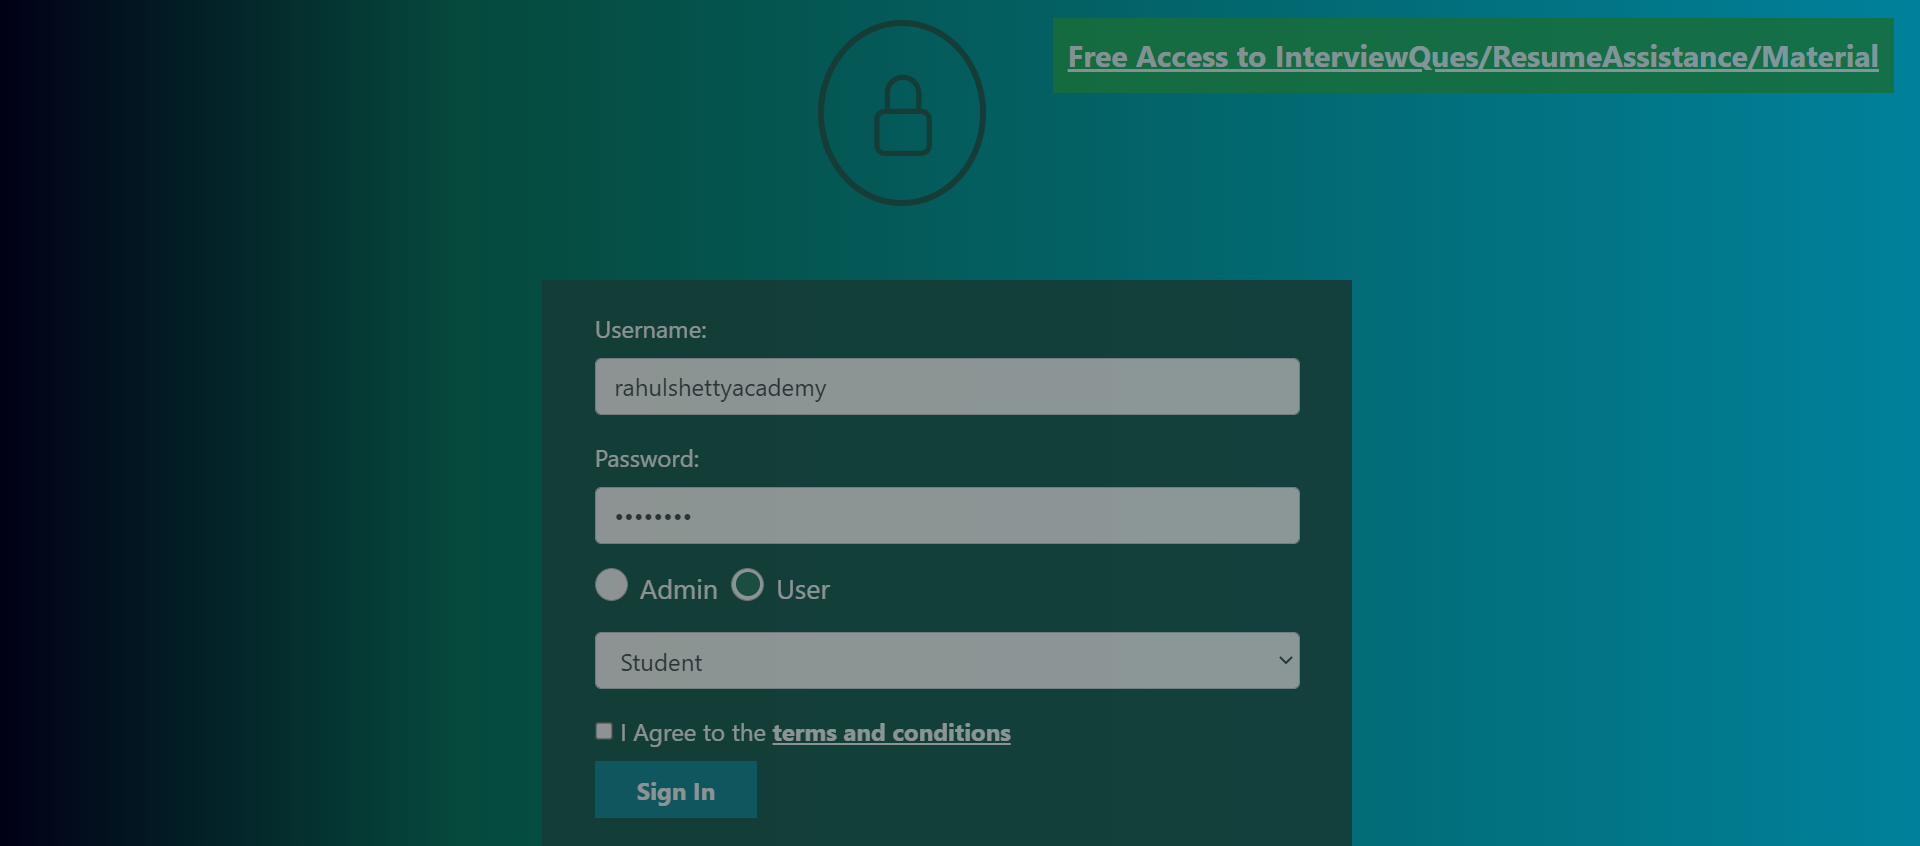 Free Access to InterviewQues/ResumeAssistance/Material
Username:
rahulshettyacademy
Password:
••••••••
Admin User
Student
I Agree to the terms and conditions
Sign In